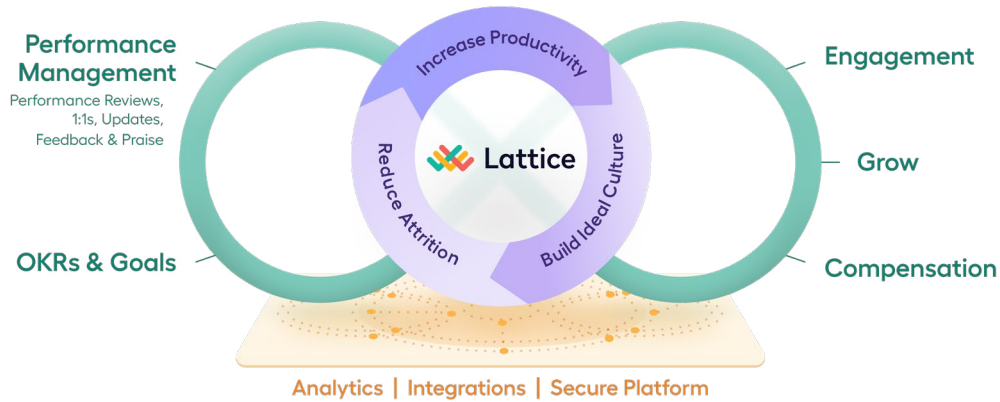 Performance
Management
Performance Reviews,
1:1s, Updates,
Feedback & Praise
OKRs & Goals
Increase Productivity
Build Ideal Culture
Reduce Attrition
Lattice
Engagement
Grow
Compensation
Analytics | Integrations | Secure Platform